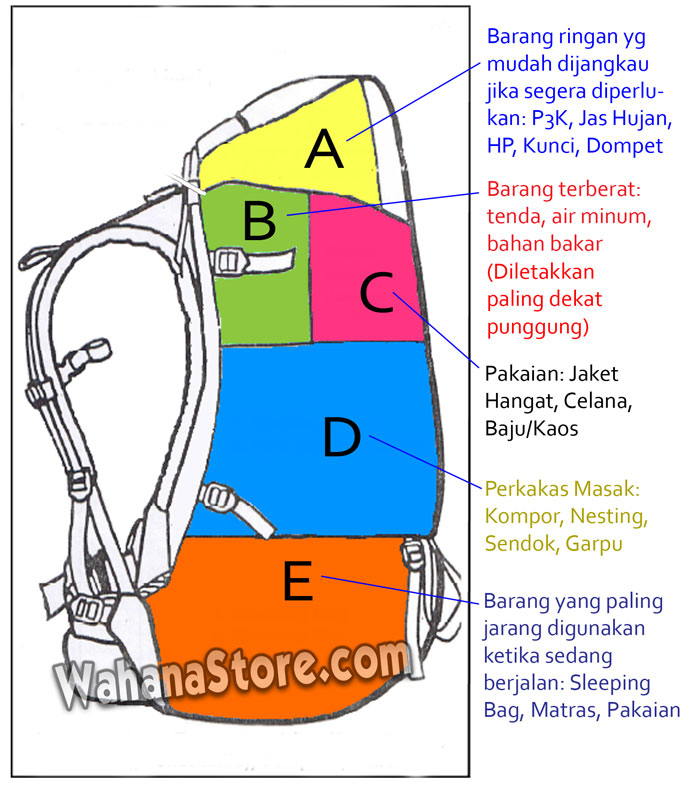 A
B
C
D
E
WahanaStore.com
Barang ringan yg
mudah dijangkau
jika segera diperlu-
kan: P3K, Jas Hujan,
HP, Kunci, Dompet
Barang terberat:
tenda, air minum,
bahan bakar
(Diletakkan
paling dekat
punggung)
Pakaian: Jaket
Hangat, Celana,
Baju/Kaos
Perkakas Masak:
Kompor, Nesting,
Sendok, Garpu
Barang yang paling
jarang digunakan
ketika sedang
berjalan: Sleeping
Bag, Matras, Pakaian